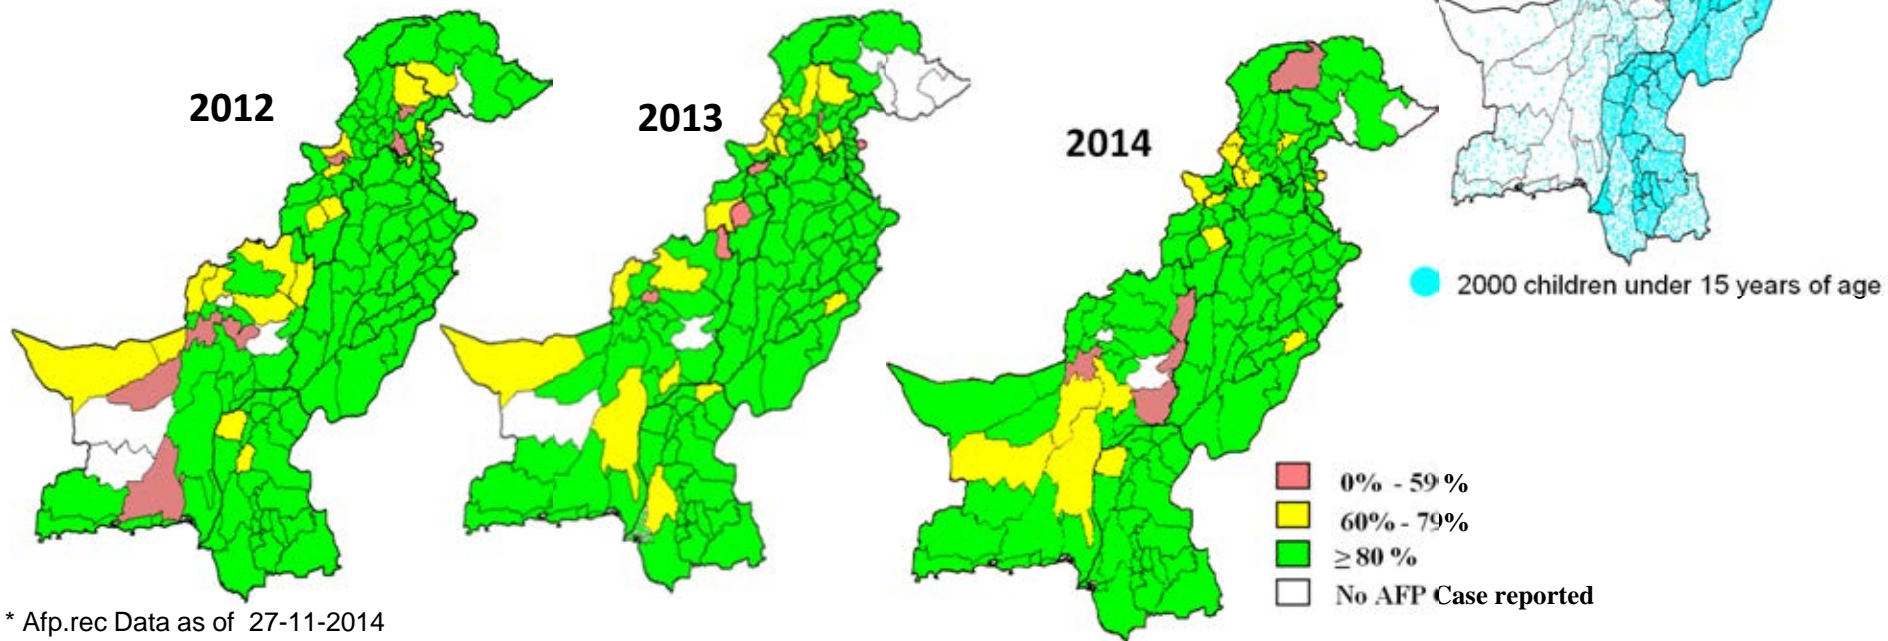 2012
2013
2014
2000 children under 15 years of age
0% - 59%
60% - 79%
≥ 80 %
No AFP Case reported
* Afp.rec Data as of 27-11-2014